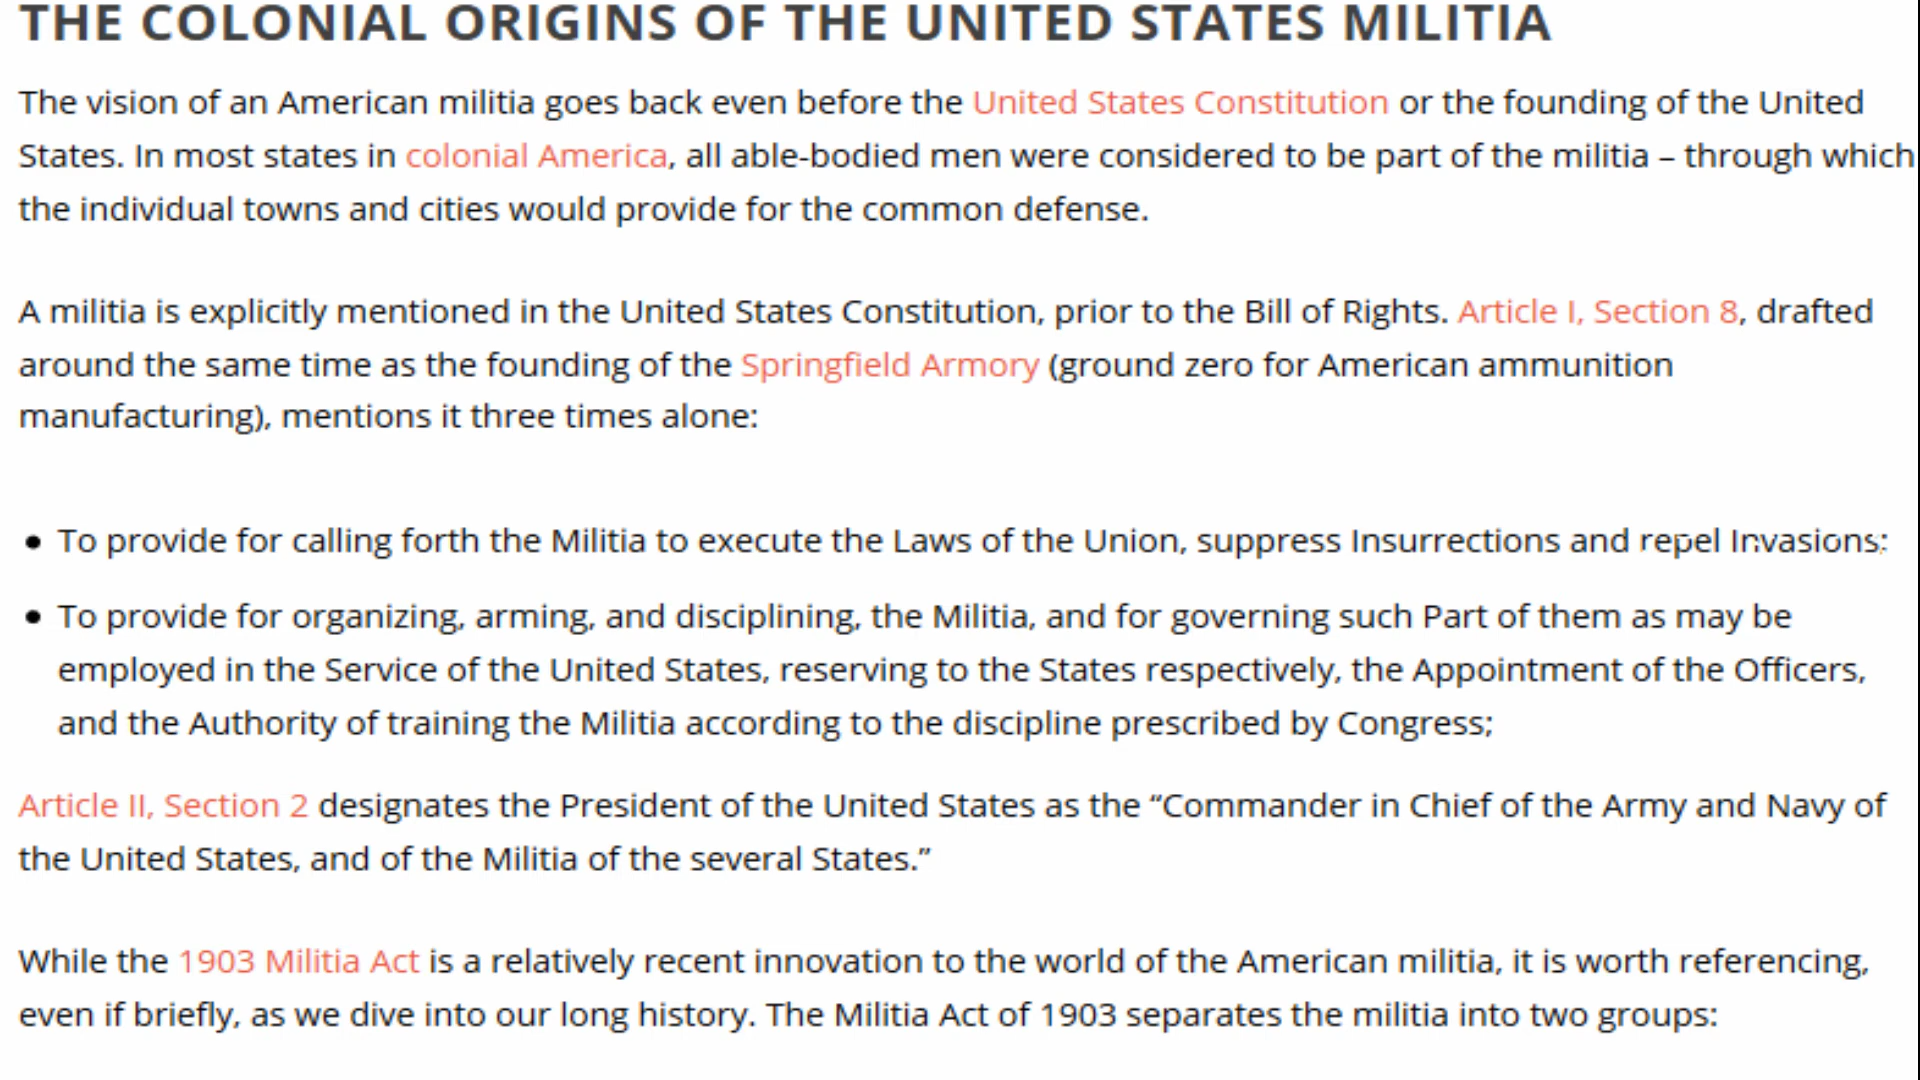 THE COLONIAL ORIGINS OF THE UNITED STATES MILITIA
The vision of an American militia goes back even before the United States Constitution or the founding of the United
States. In most states in colonial America, all able-bodied men were considered to be part of the militia – through which
the individual towns and cities would provide for the common defense.
A militia is explicitly mentioned in the United States Constitution, prior to the Bill of Rights. Article I, Section 8, drafted
around the same time as the founding of the Springfield Armory (ground zero for American ammunition
manufacturing), mentions it three times alone:
• To provide for calling forth the Militia to execute the Laws of the Union, suppress Insurrections and repel Invasions;
• To provide for organizing, arming, and disciplining, the Militia, and for governing such Part of them as may be
employed in the Service of the United States, reserving to the States respectively, the Appointment of the Officers,
and the Authority of training the Militia according to the discipline prescribed by Congress;
Article II, Section 2 designates the President of the United States as the “Commander in Chief of the Army and Navy of
the United States, and of the Militia of the several States.”
While the 1903 Militia Act is a relatively recent innovation to the world of the American militia, it is worth referencing,
even if briefly, as we dive into our long history. The Militia Act of 1903 separates the militia into two groups: